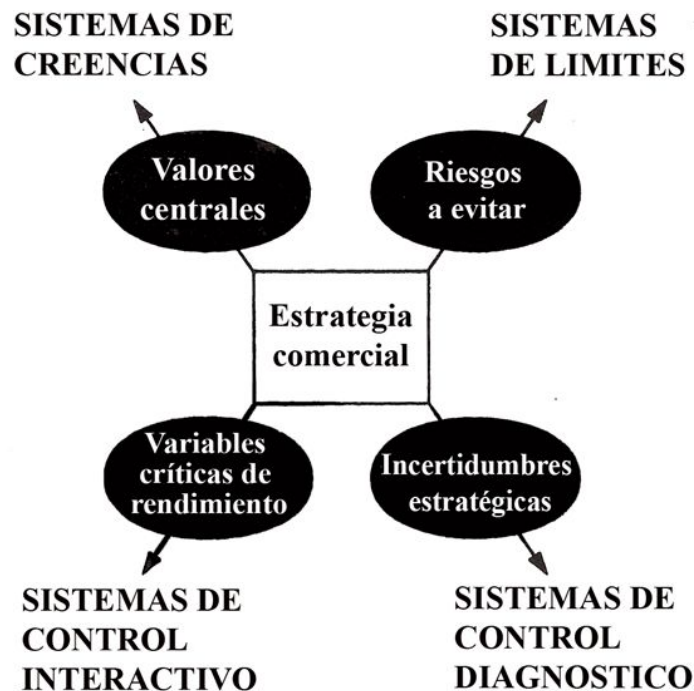 SISTEMAS DE
CREENCIAS
SISTEMAS
DE LIMITES
Valores
centrales
Riesgos
a evitar
Estrategia
comercial
Variables
críticas de
rendimiento
Incertidumbres
estratégicas
SISTEMAS DE
CONTROL
INTERACTIVO
SISTEMAS DE
CONTROL
DIAGNOSTICO